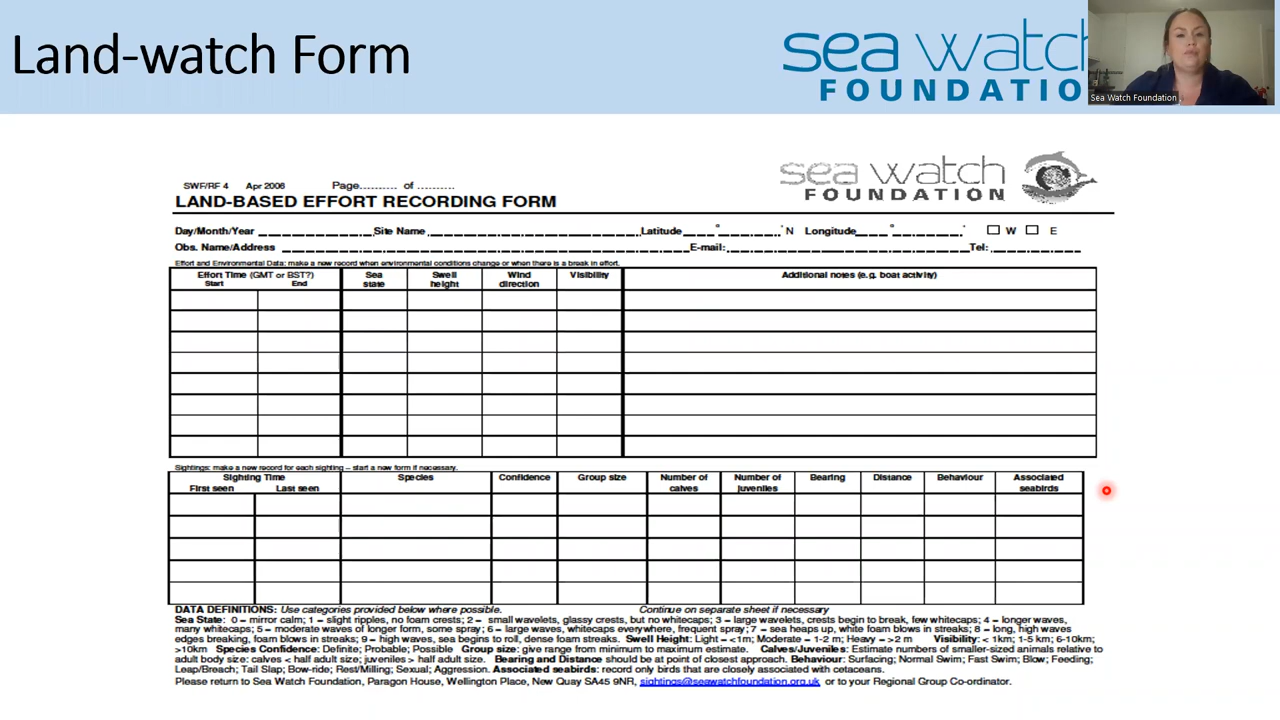 Land-watch Form
sea watch
FOUNDATIO
Sea Watch Foundation
SWF/RF 4 Apr 2006 Page.......... of ..........
sea watch
FOUNDATION
LAND-BASED EFFORT RECORDING FORM
Day/Month/Year Site Name Latitude ° ' N Longitude ° ' W E
Obs. Name/Address E-mail: Tel:
Effort and Environmental Data: make a new record when environmental conditions change or when there is a break in effort.
Effort Time (GMT or BST?) Sea Swell Wind Visibility Additional notes (e.g. boat activity)
Start End state height direction
Sightings: make a new record for each sighting – start a new form if necessary.
Sighting Time Species Confidence Group size Number of Number of Bearing Distance Behaviour Associated
First seen Last seen calves juveniles seabirds
DATA DEFINITIONS: Use categories provided below where possible. Continue on separate sheet if necessary
Sea State: 0 = mirror calm; 1 = slight ripples, no foam crests; 2 = small wavelets, glassy crests, but no whitecaps; 3 = large wavelets, crests begin to break, few whitecaps; 4 = longer waves,
many whitecaps; 5 = moderate waves of longer form, some spray; 6 = large waves, whitecaps everywhere, frequent spray; 7 = sea heaps up, white foam blows in streaks; 8 = long, high waves
edges breaking, foam blows in streaks; 9 = high waves, sea begins to roll, dense foam streaks. Swell Height: Light = <1m; Moderate = 1-2 m; Heavy = >2 m Visibility: < 1km; 1-5 km; 6-10km;
>10km Species Confidence: Definite; Probable; Possible Group size: give range from minimum to maximum estimate. Calves/Juveniles: Estimate numbers of smaller-sized animals relative to
adult body size: calves < half adult size; juveniles > half adult size. Bearing and Distance should be at point of closest approach. Behaviour: Surfacing; Normal Swim; Fast Swim; Blow; Feeding;
Leap/Breach; Tail Slap; Bow-ride; Rest/Milling; Sexual; Aggression. Associated seabirds: record only birds that are closely associated with cetaceans.
Please return to Sea Watch Foundation, Paragon House, Wellington Place, New Quay SA45 9NR, sightings@seawatchfoundation.org.uk or to your Regional Group Co-ordinator.